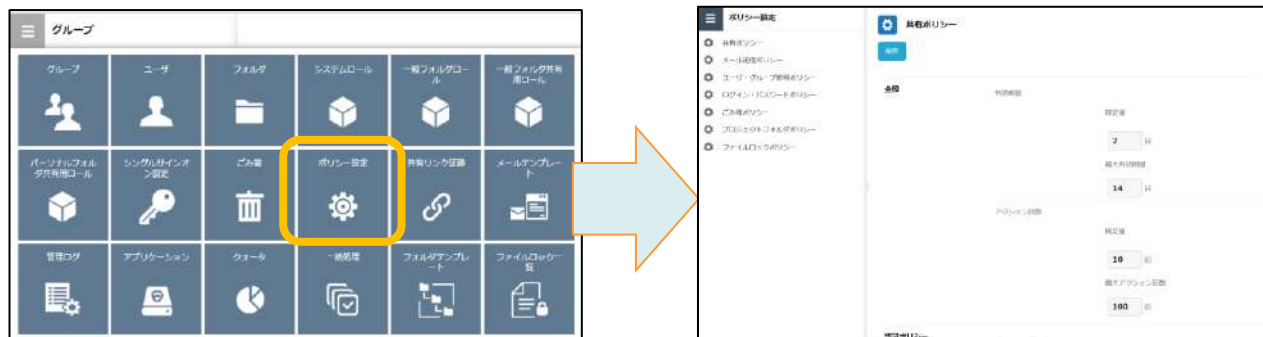 グループ
グループ
ユーザ
フォルダ
システムロール
一般フォルダロー
ル
一般フォルダ共有
用ロール
パーソナルフォル
ダ共有用ロール
シングルサインオ
ン設定
ごみ箱
ポリシー設定
共有リンク証跡
メールテンプレー
ト
管理ログ
アプリケーション
クォータ
一括処理
フォルダテンプレ
ート
ファイルロック一
覧
ポリシー設定
共有ポリシー
メール送信ポリシー
ユーザ・グループ管理ポリシー
ログイン・パスワードポリシー
ごみ箱ポリシー
プロジェクトフォルダポリシー
ファイルロックポリシー
共有ポリシー
全般
有効期間
既定値
7 日
最大有効期間
14 日
アクション回数
既定値
10 回
最大アクション回数
100 回